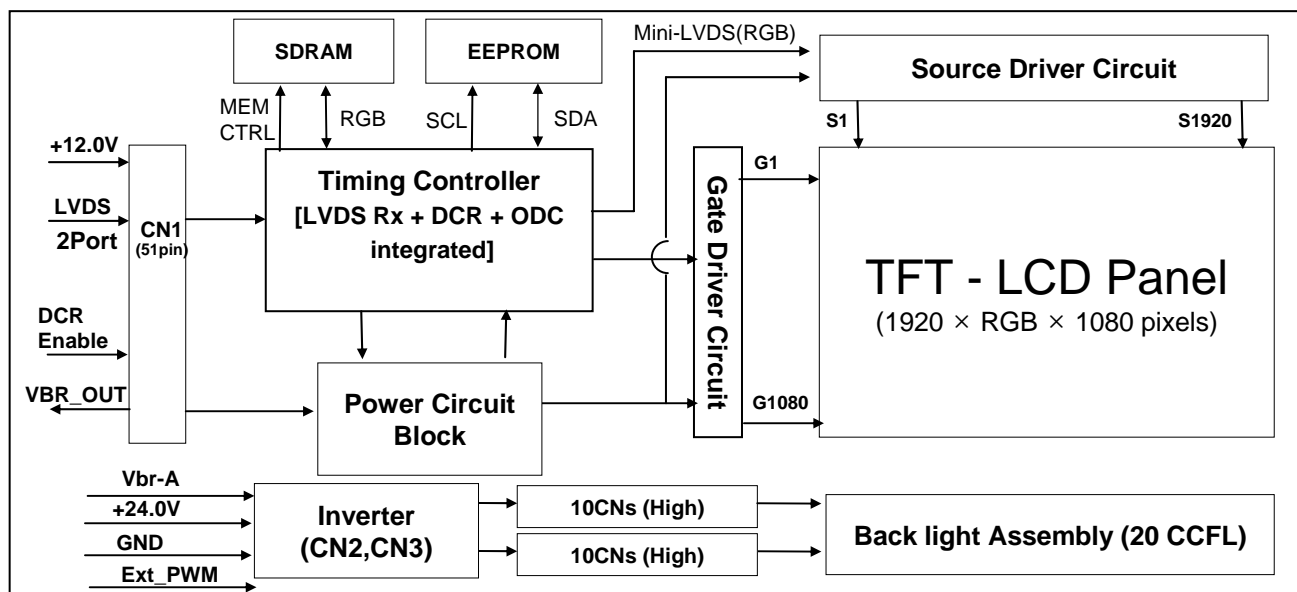 SDRAM
EEPROM
Mini-LVDS(RGB)
Source Driver Circuit
MEM
CTRL
RGB
SCL
SDA
S1
S1920
+12.0V
LVDS
2Port
CN1
(51pin)
Timing Controller
[LVDS Rx + DCR + ODC
integrated]
Gate Driver Circuit
G1
TFT - LCD Panel
(1920 × RGB × 1080 pixels)
DCR
Enable
VBR_OUT
Power Circuit
Block
G1080
Vbr-A
+24.0V
GND
Ext_PWM
Inverter
(CN2,CN3)
10CNs (High)
10CNs (High)
Back light Assembly (20 CCFL)